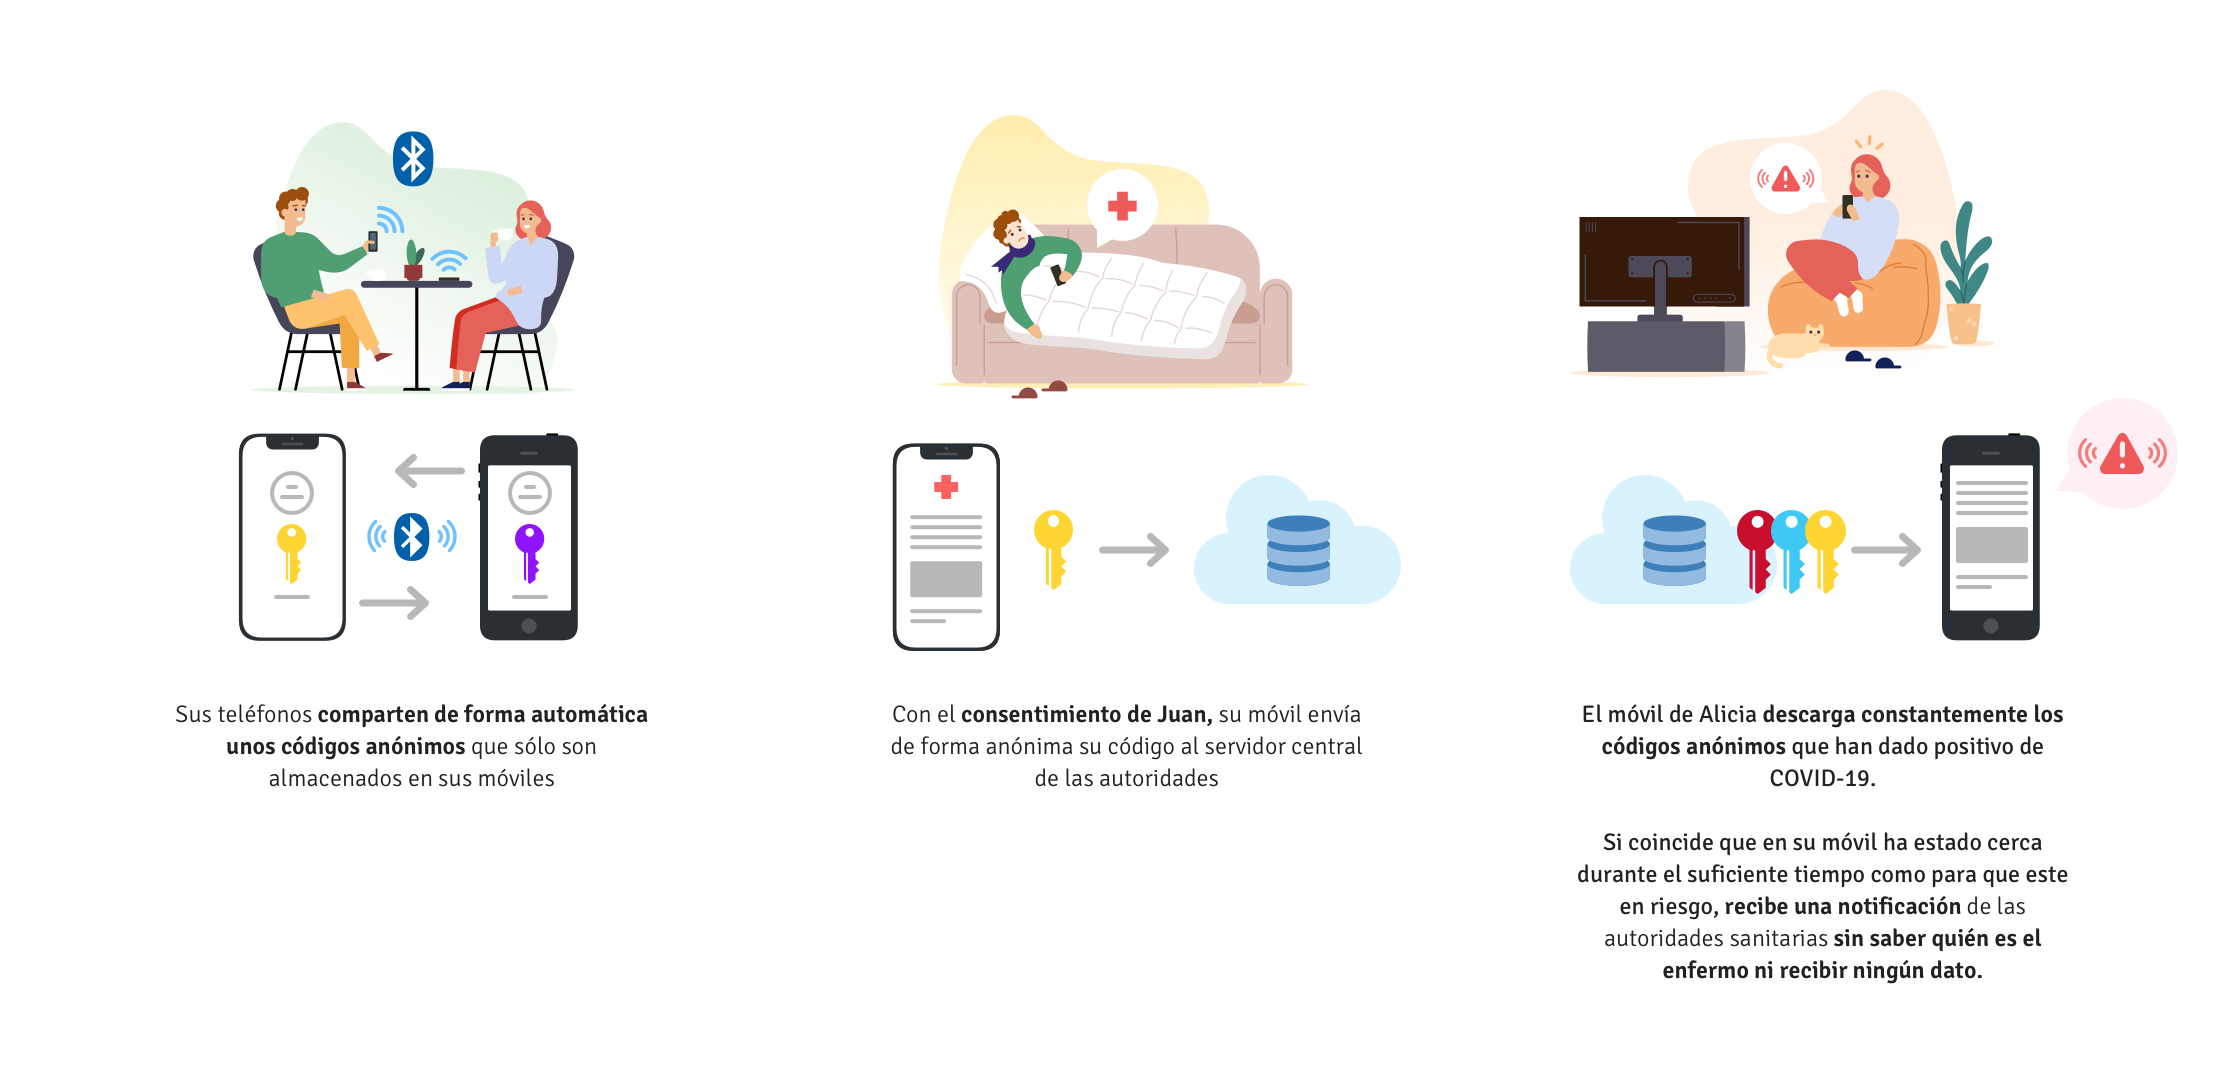 Sus teléfonos comparten de forma automática
unos códigos anónimos que sólo son
almacenados en sus móviles
Con el consentimiento de Juan, su móvil envía
de forma anónima su código al servidor central
de las autoridades
El móvil de Alicia descarga constantemente los
códigos anónimos que han dado positivo de
COVID-19.
Si coincide que en su móvil ha estado cerca
durante el suficiente tiempo como para que este
en riesgo, recibe una notificación de las
autoridades sanitarias sin saber quién es el
enfermo ni recibir ningún dato.